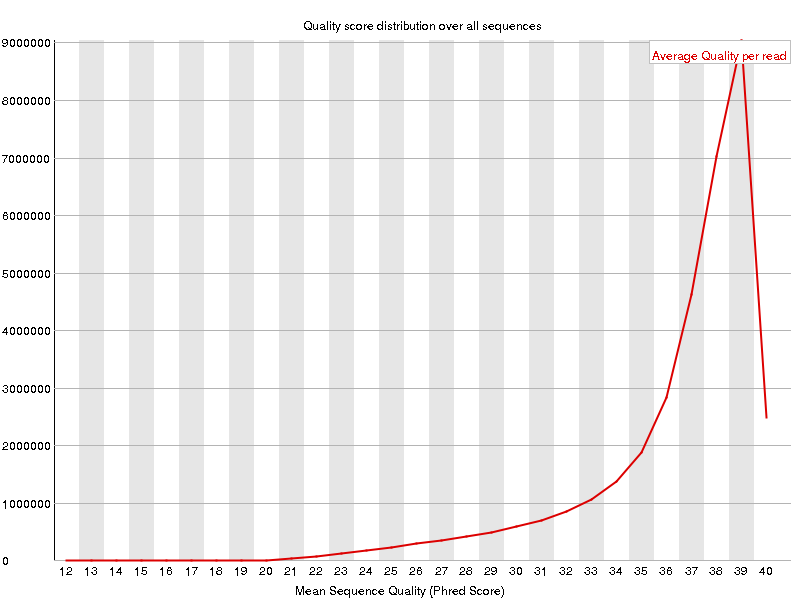 Quality score distribution over all sequences
Average Quality per read
9000000
8000000
7000000
6000000
5000000
4000000
3000000
2000000
1000000
0
12 13 14 15 16 17 18 19 20 21 22 23 24 25 26 27 28 29 30 31 32 33 34 35 36 37 38 39 40
Mean Sequence Quality (Phred Score)